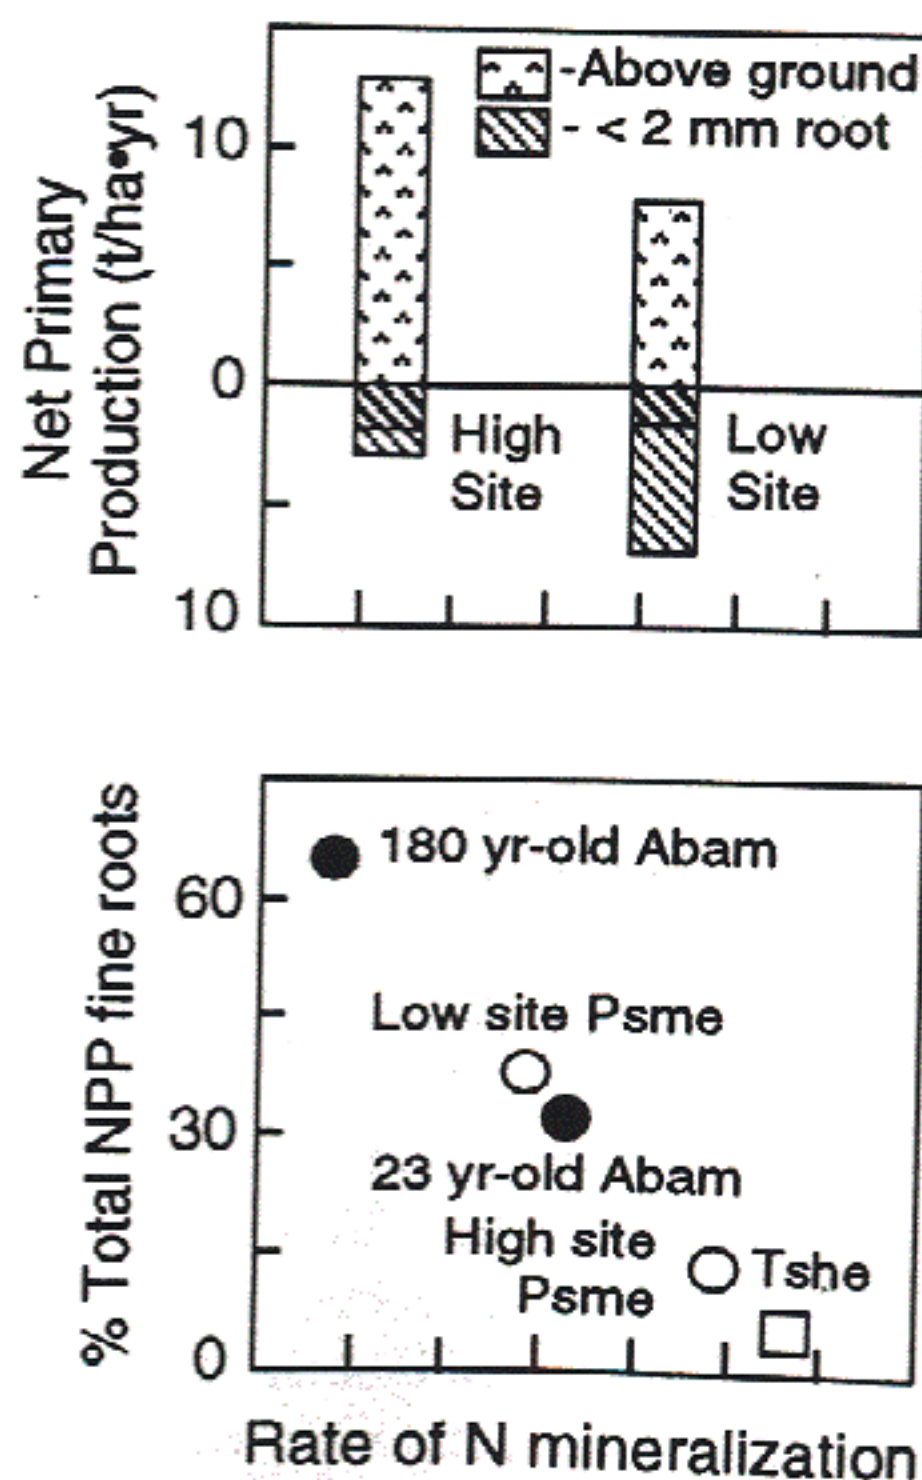 Net Primary
Production (t/ha•yr)
10
0
10
-Above ground
- < 2 mm root
High
Site
Low
Site
% Total NPP fine roots
60
30
0
180 yr-old Abam
Low site Psme
23 yr-old Abam
High site
Psme
Tshe
Rate of N mineralization